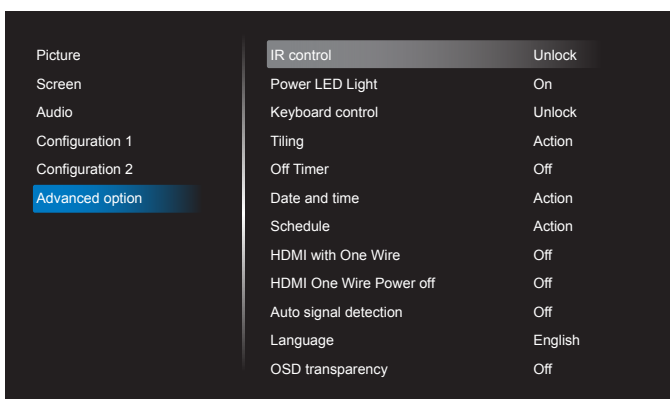 Picture
Screen
Audio
Configuration 1
Configuration 2
Advanced option
IR control Unlock
Power LED Light On
Keyboard control Unlock
Tiling Action
Off Timer Off
Date and time Action
Schedule Action
HDMI with One Wire Off
HDMI One Wire Power off Off
Auto signal detection Off
Language English
OSD transparency Off